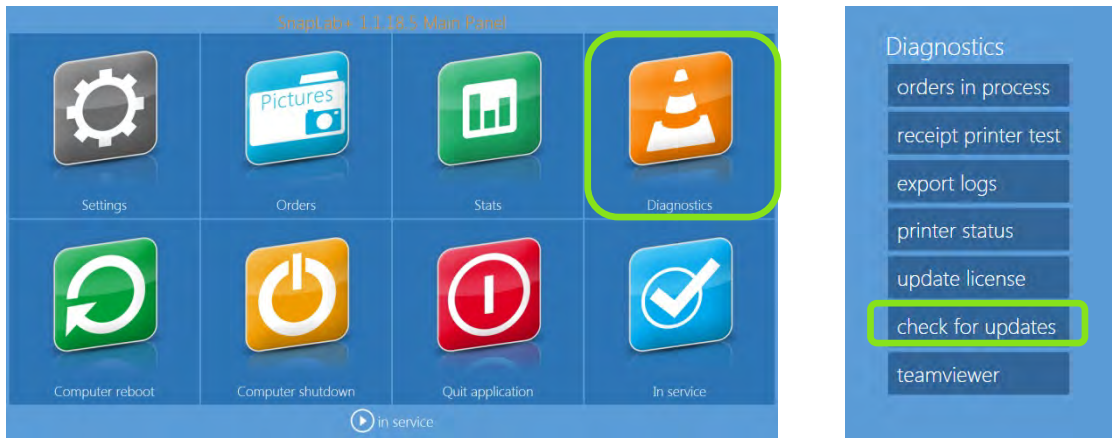 SnapLab+ 1.1.18.5 Main Panel
Pictures
Settings
Orders
Stats
Diagnostics
Computer reboot
Computer shutdown
Quit application
In service
in service
Diagnostics
orders in process
receipt printer test
export logs
printer status
update license
check for updates
teamviewer